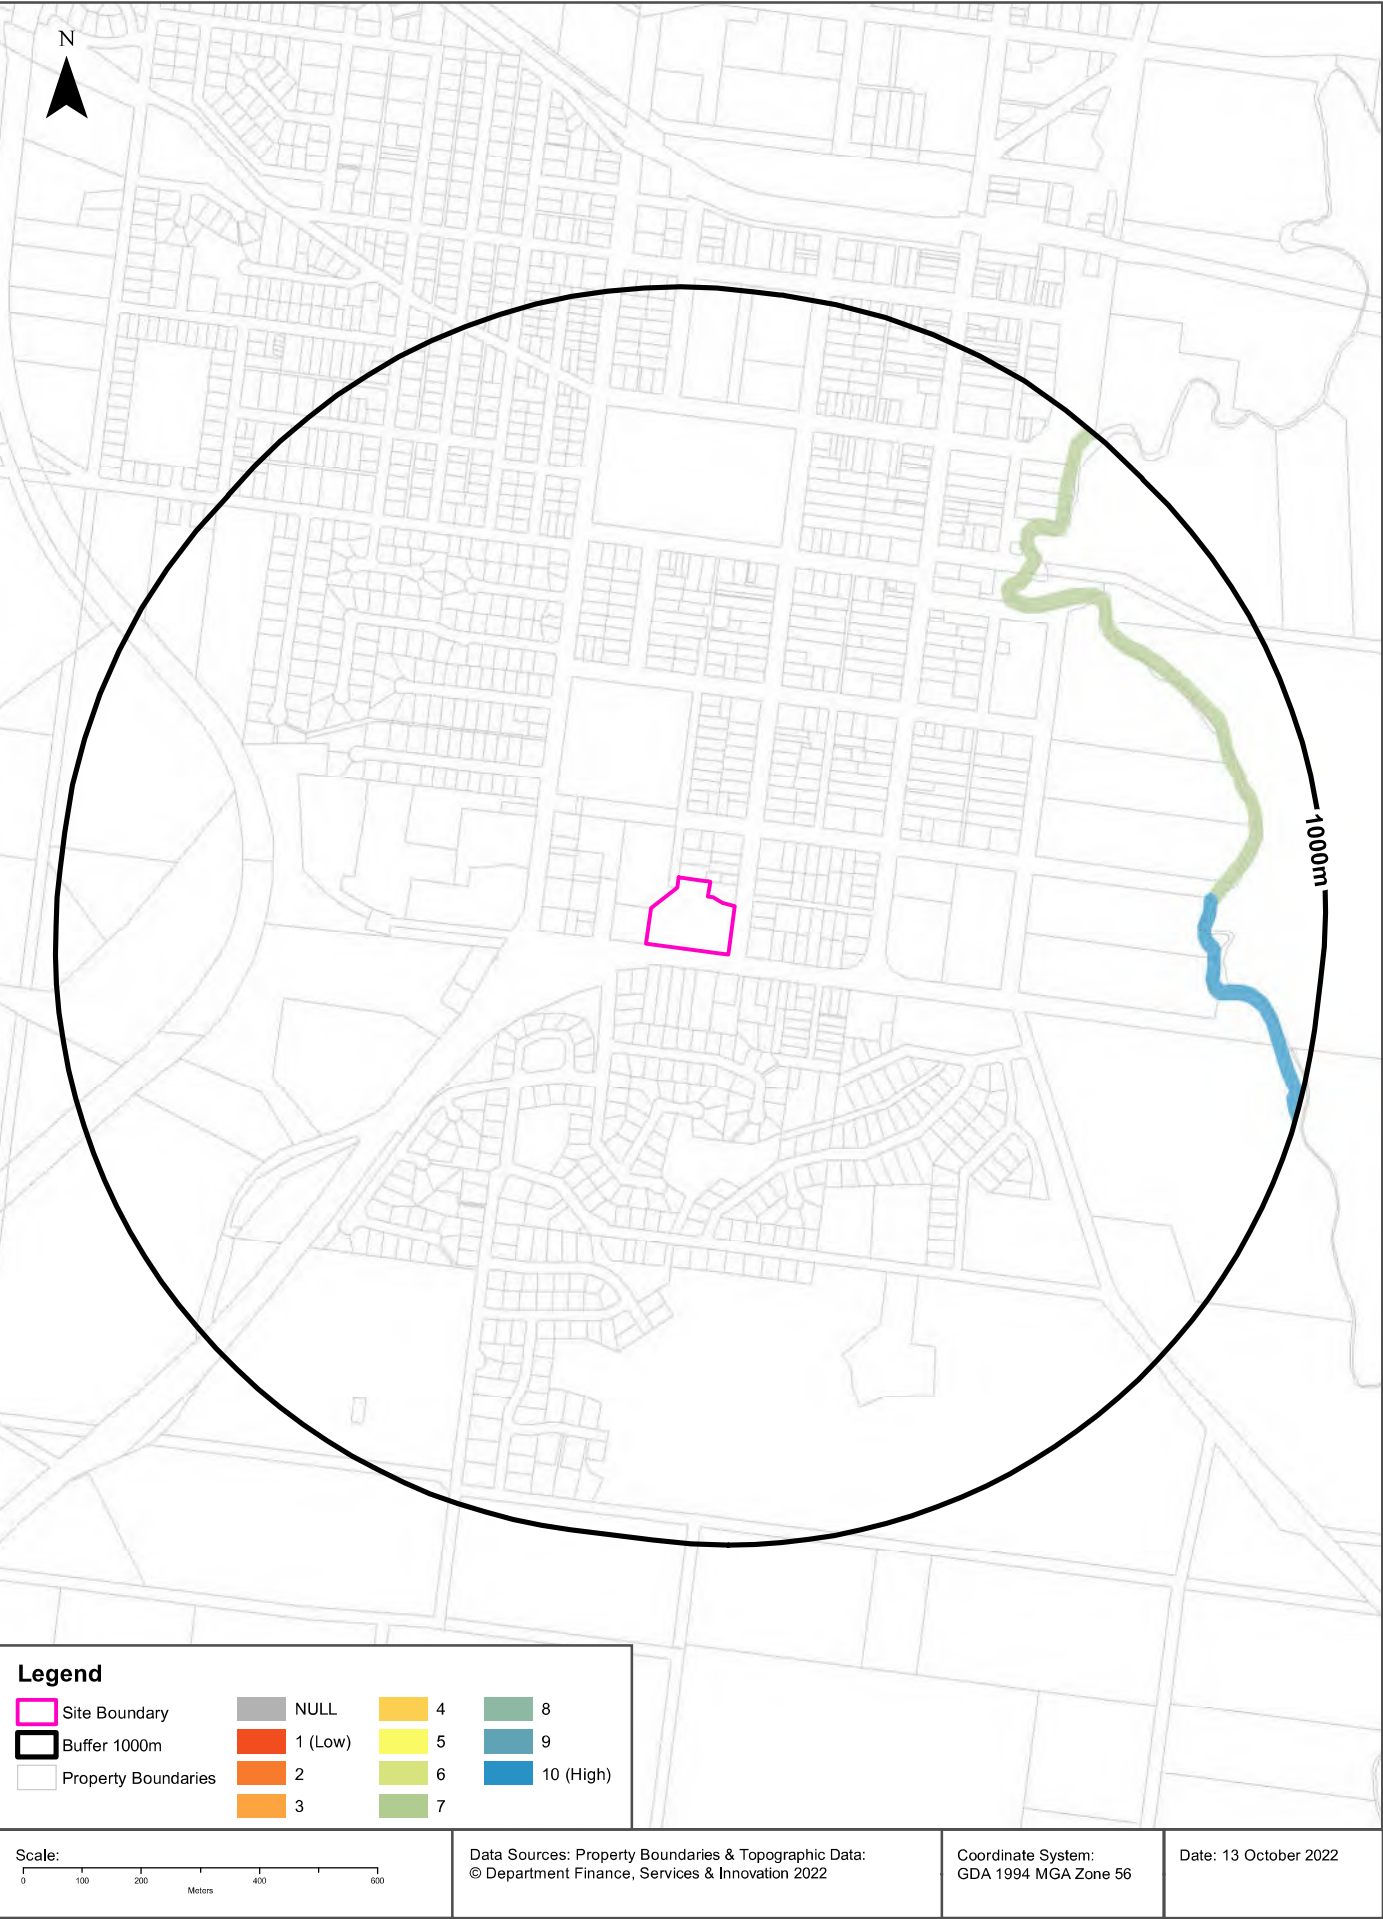 N
1000m
Legend
Site Boundary
Buffer 1000m
Property Boundaries
NULL
1 (Low)
2
3
4
5
6
7
8
9
10 (High)
Scale:
0 100 200 400 600
Meters
Data Sources: Property Boundaries & Topographic Data:
© Department Finance, Services & Innovation 2022
Coordinate System:
GDA 1994 MGA Zone 56
Date: 13 October 2022